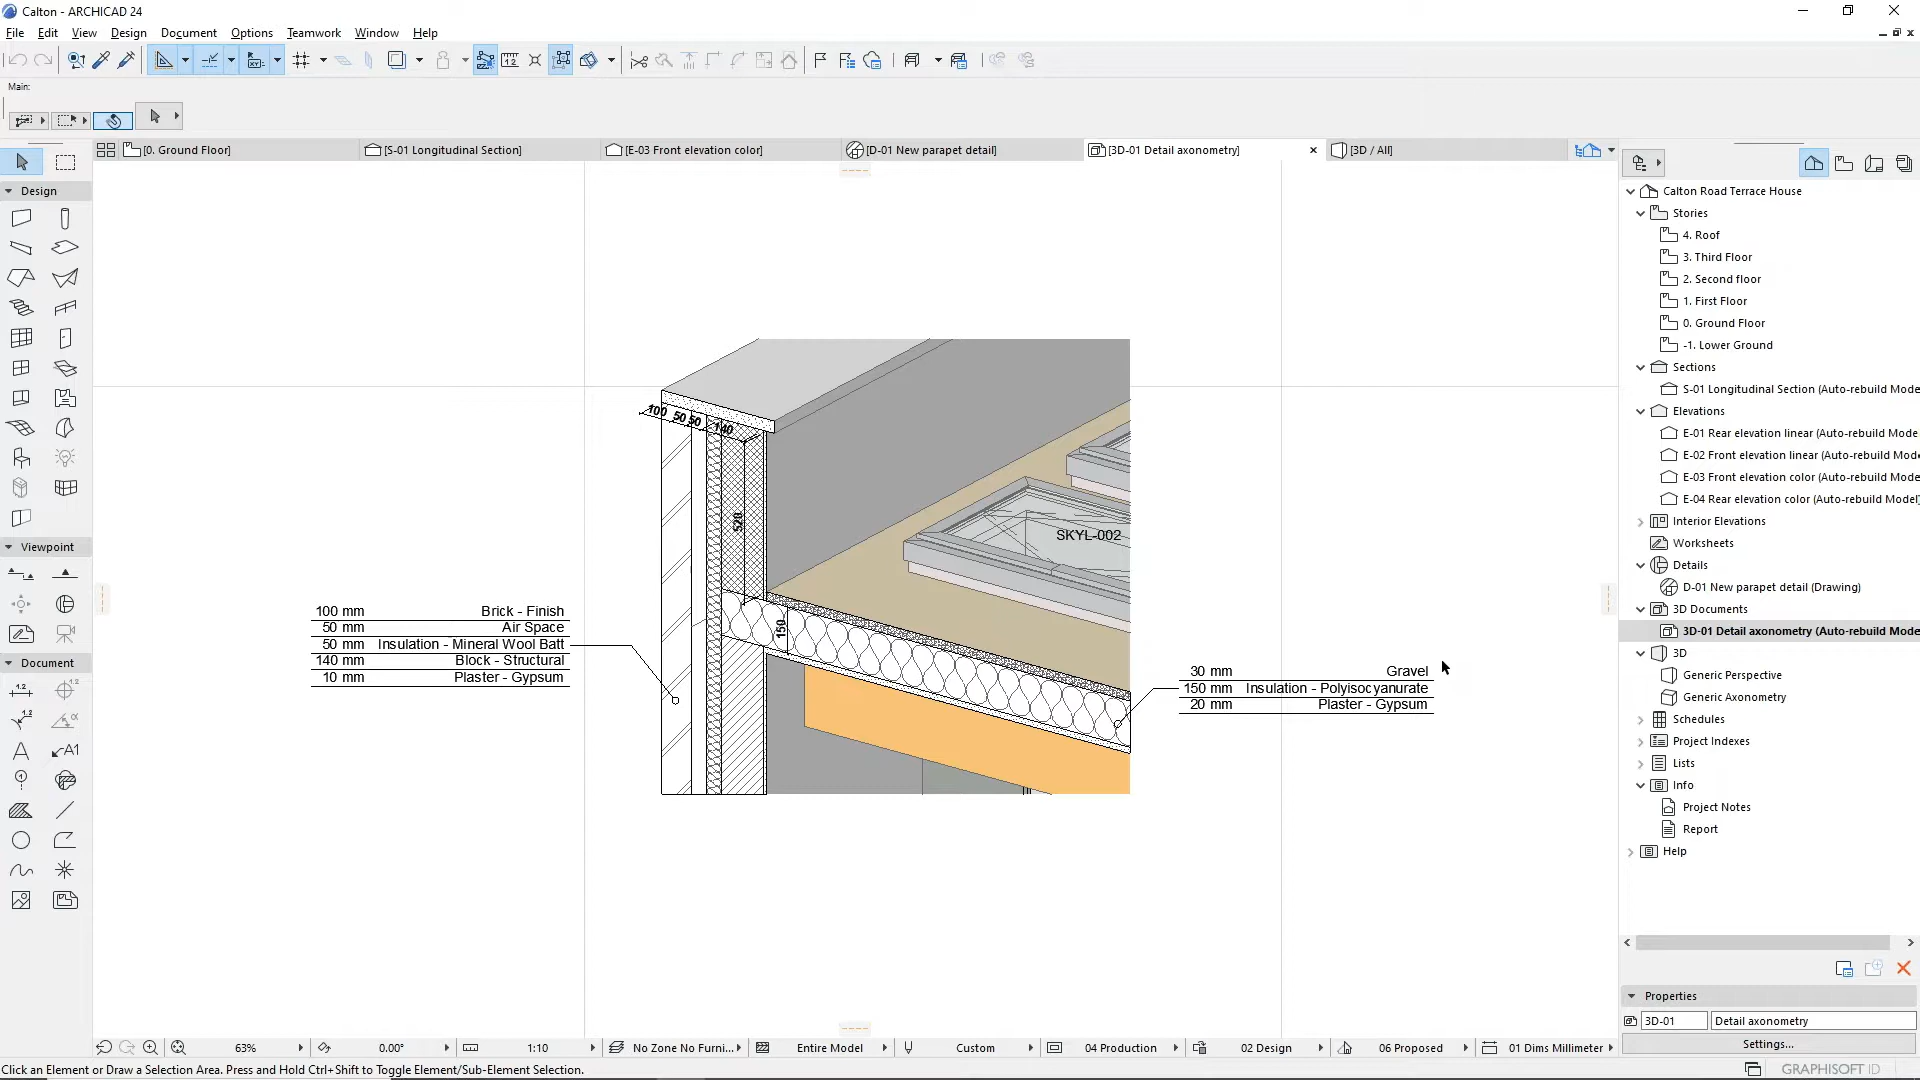 Calton - ARCHICAD 24
File Edit View Design Document Options Teamwork Window Help
Main:
[0. Ground Floor] [S-01 Longitudinal Section] [E-03 Front elevation color] [D-01 New parapet detail] [3D-01 Detail axonometry] [3D / All]
Design
Viewpoint
Document
100 50 50 140
520
150
SKYL-002
100 mm Brick - Finish
50 mm Air Space
50 mm Insulation - Mineral Wool Batt
140 mm Block - Structural
10 mm Plaster - Gypsum
30 mm Gravel
150 mm Insulation - Polyisocyanurate
20 mm Plaster - Gypsum
Calton Road Terrace House
Stories
4. Roof
3. Third Floor
2. Second floor
1. First Floor
0. Ground Floor
-1. Lower Ground
Sections
S-01 Longitudinal Section (Auto-rebuild Mode
Elevations
E-01 Rear elevation linear (Auto-rebuild Mode
E-02 Front elevation linear (Auto-rebuild Mode
E-03 Front elevation color (Auto-rebuild Mode
E-04 Rear elevation color (Auto-rebuild Model
Interior Elevations
Worksheets
Details
D-01 New parapet detail (Drawing)
3D Documents
3D-01 Detail axonometry (Auto-rebuild Mode
3D
Generic Perspective
Generic Axonometry
Schedules
Project Indexes
Lists
Info
Project Notes
Report
Help
Properties
3D-01 Detail axonometry
Settings...
63% 0.00° 1:10 No Zone No Furni... Entire Model Custom 04 Production 02 Design 06 Proposed 01 Dims Millimeter
Click an Element or Draw a Selection Area. Press and Hold Ctrl+Shift to Toggle Element/Sub-Element Selection.
GRAPHISOFT ID